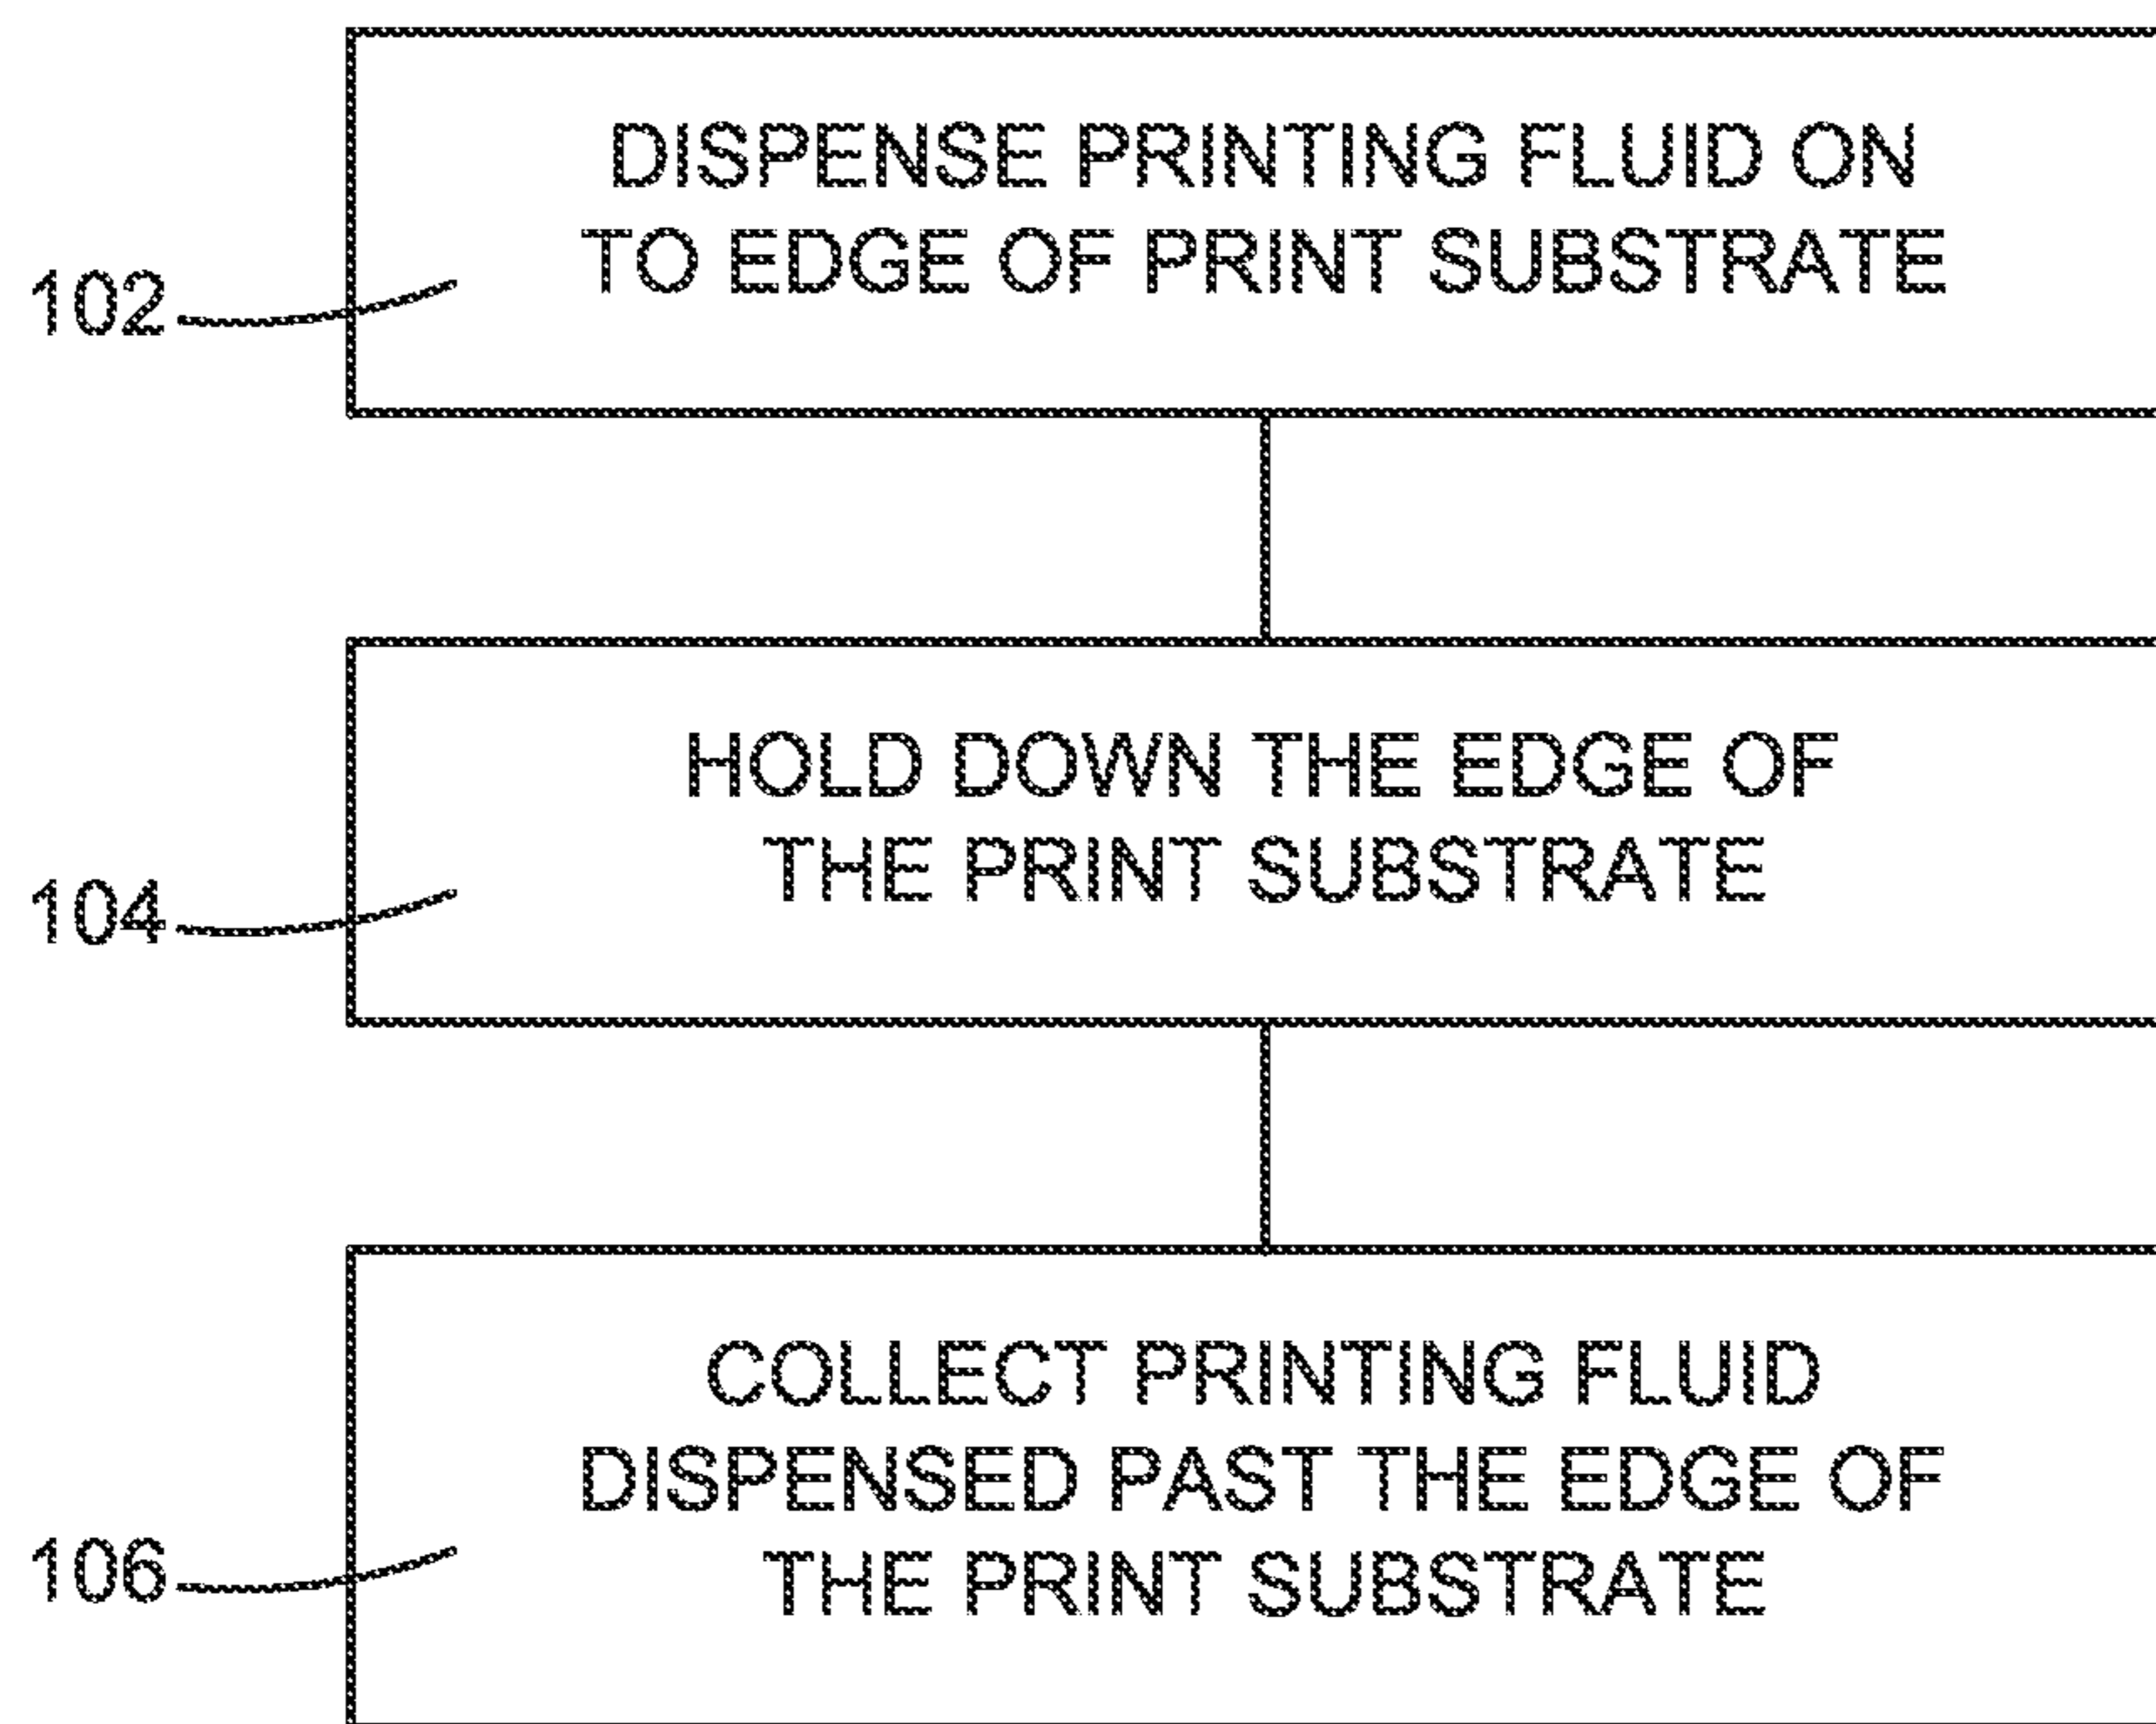 DISPENSE PRINTING FLUID ON
TO EDGE OF PRINT SUBSTRATE
102
HOLD DOWN THE EDGE OF
THE PRINT SUBSTRATE
104
COLLECT PRINTING FLUID
DISPENSED PAST THE EDGE OF
THE PRINT SUBSTRATE
106